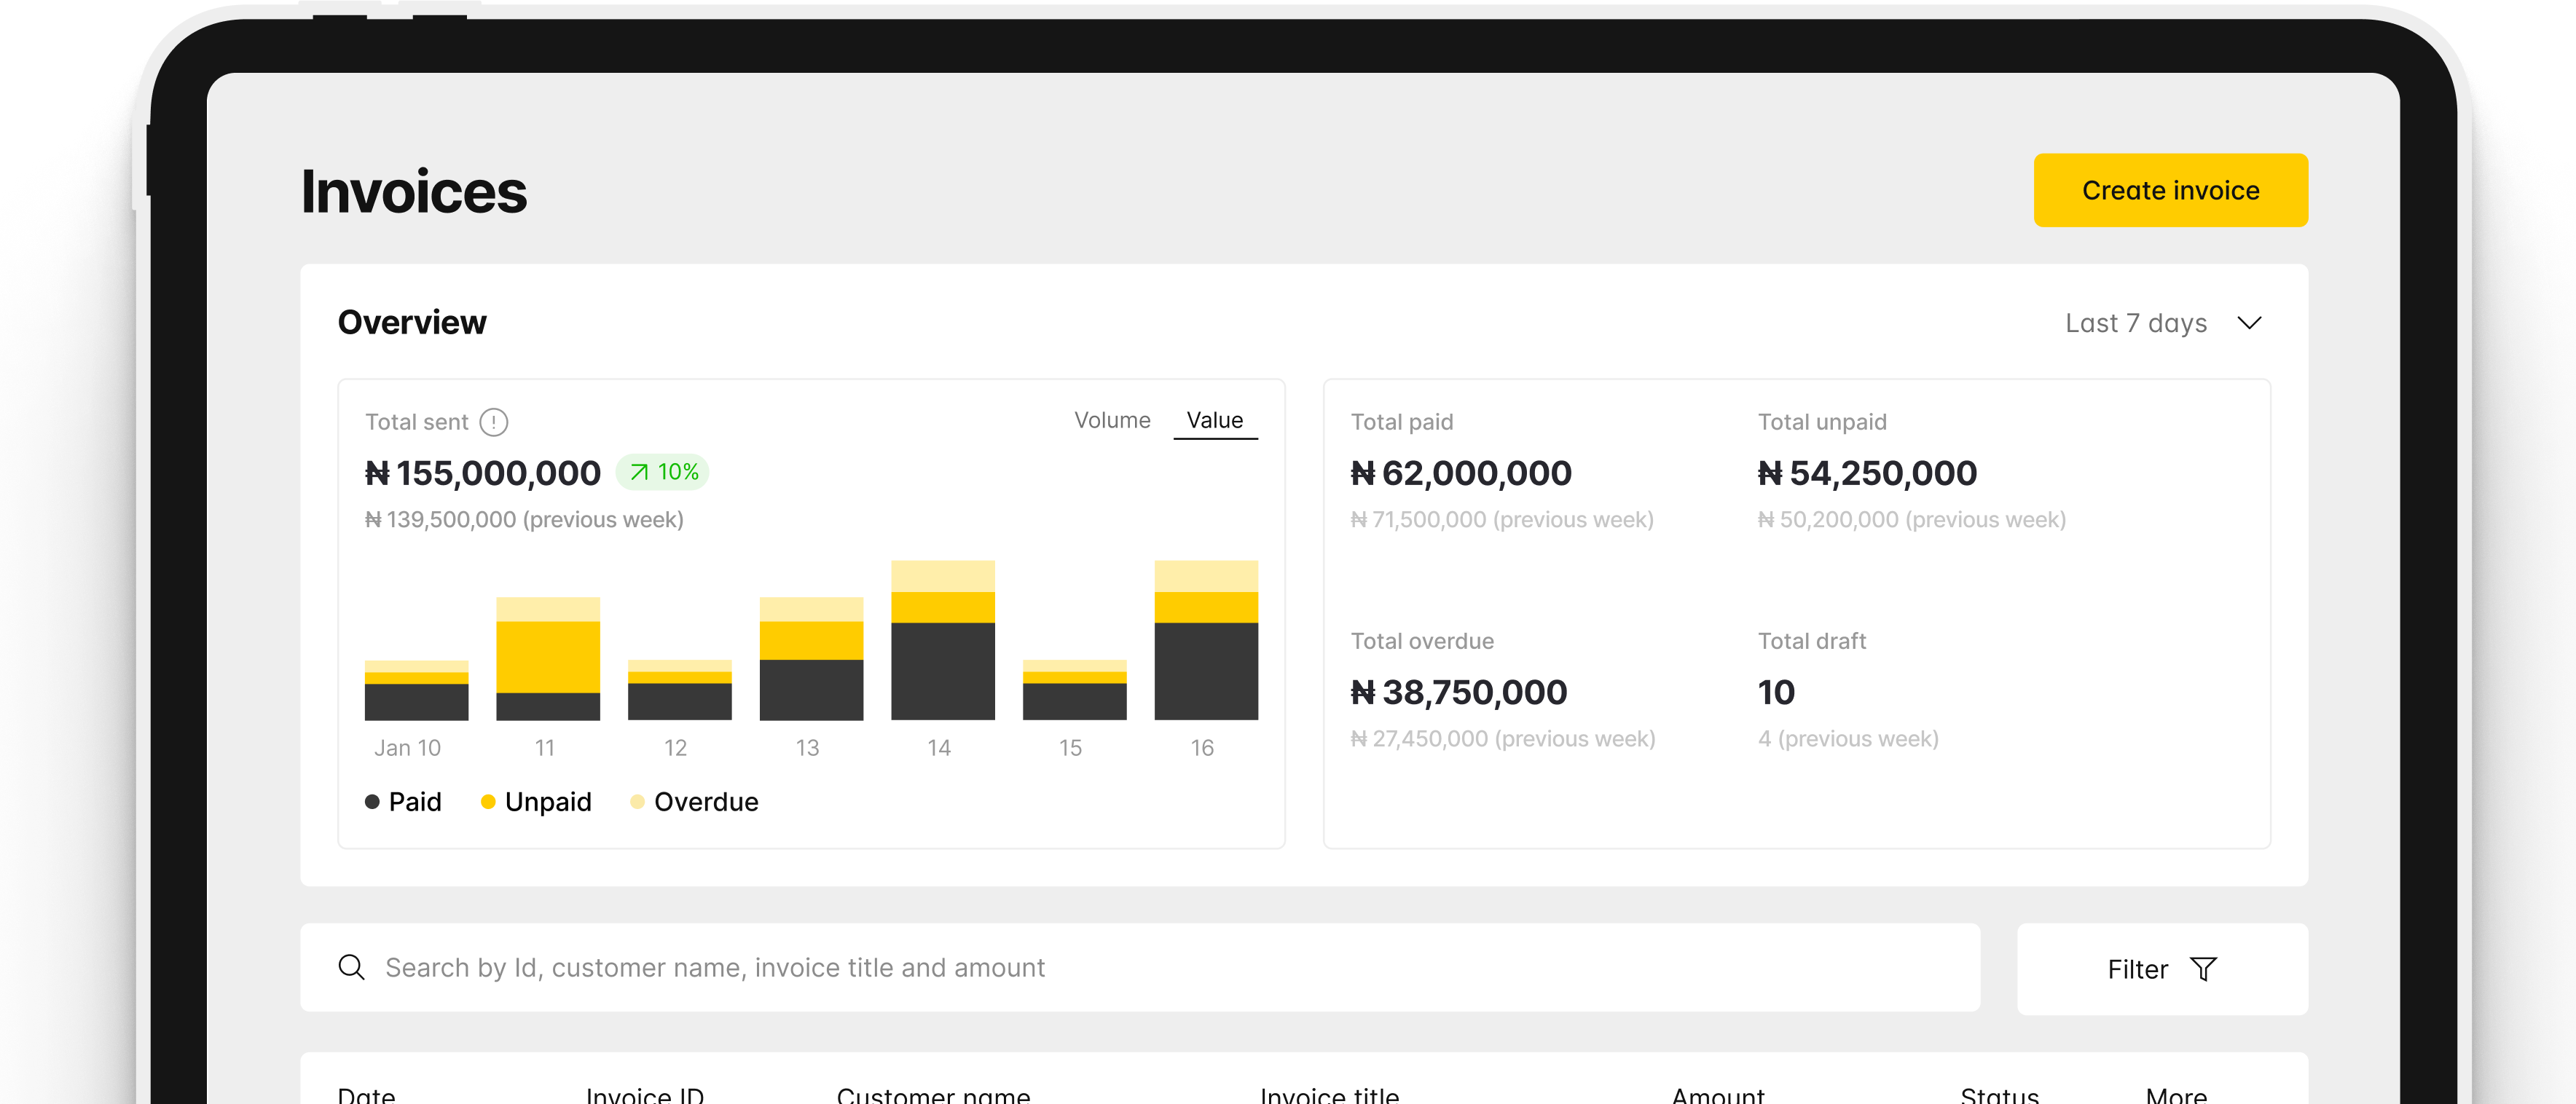 Invoices
Create invoice
Overview
Last 7 days
Total sent
Volume
Value
₦ 155,000,000
10%
₦ 139,500,000 (previous week)
Jan 10
11
12
13
14
15
16
Paid
Unpaid
Overdue
Total paid
₦ 62,000,000
₦ 71,500,000 (previous week)
Total unpaid
₦ 54,250,000
₦ 50,200,000 (previous week)
Total overdue
₦ 38,750,000
₦ 27,450,000 (previous week)
Total draft
10
4 (previous week)
Search by Id, customer name, invoice title and amount
Filter
Date
Invoice ID
Customer name
Invoice title
Amount
Status
More